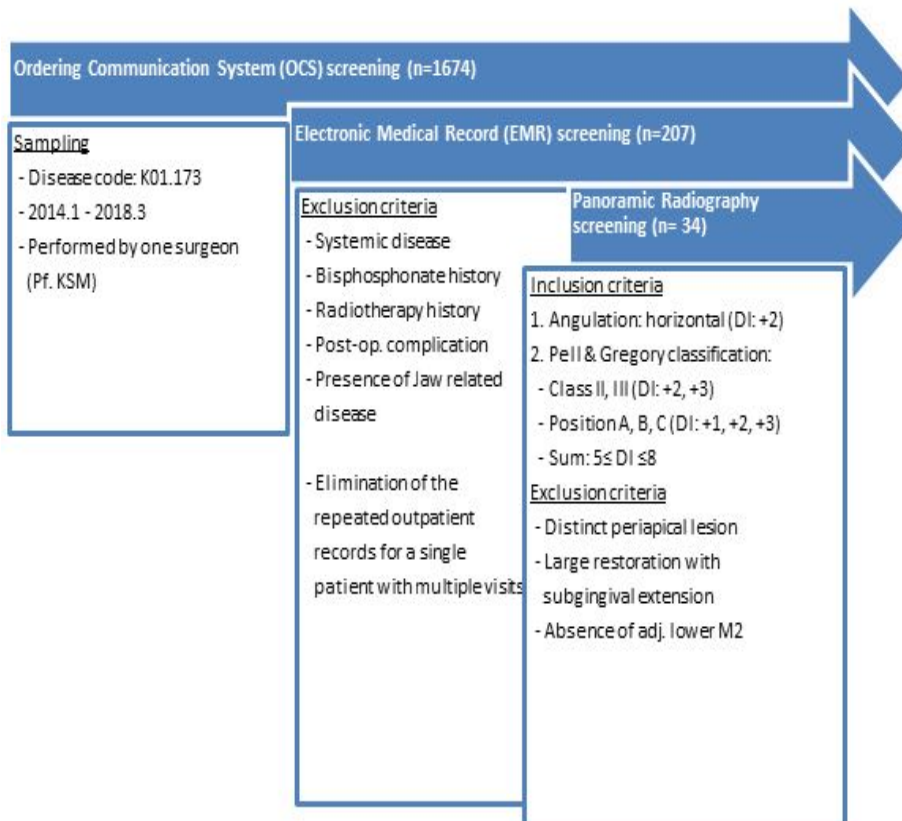 Ordering Communication System (OCS) screening (n=1674)
Sampling
- Disease code: K01.173
- 2014.1 - 2018.3
- Performed by one surgeon
(Pf. KSM)
Electronic Medical Record (EMR) screening (n=207)
Exclusion criteria
- Systemic disease
- Bisphosphonate history
- Radiotherapy history
- Post-op. complication
- Presence of Jaw related
disease
- Elimination of the
repeated outpatient
records for a single
patient with multiple visits
Panoramic Radiography
screening (n= 34)
Inclusion criteria
1. Angulation: horizontal (DI: +2)
2. Pell & Gregory classification:
- Class II, III (DI: +2, +3)
- Position A, B, C (DI: +1, +2, +3)
- Sum: 5≤ DI ≤8
Exclusion criteria
- Distinct periapical lesion
- Large restoration with
subgingival extension
- Absence of adj. lower M2